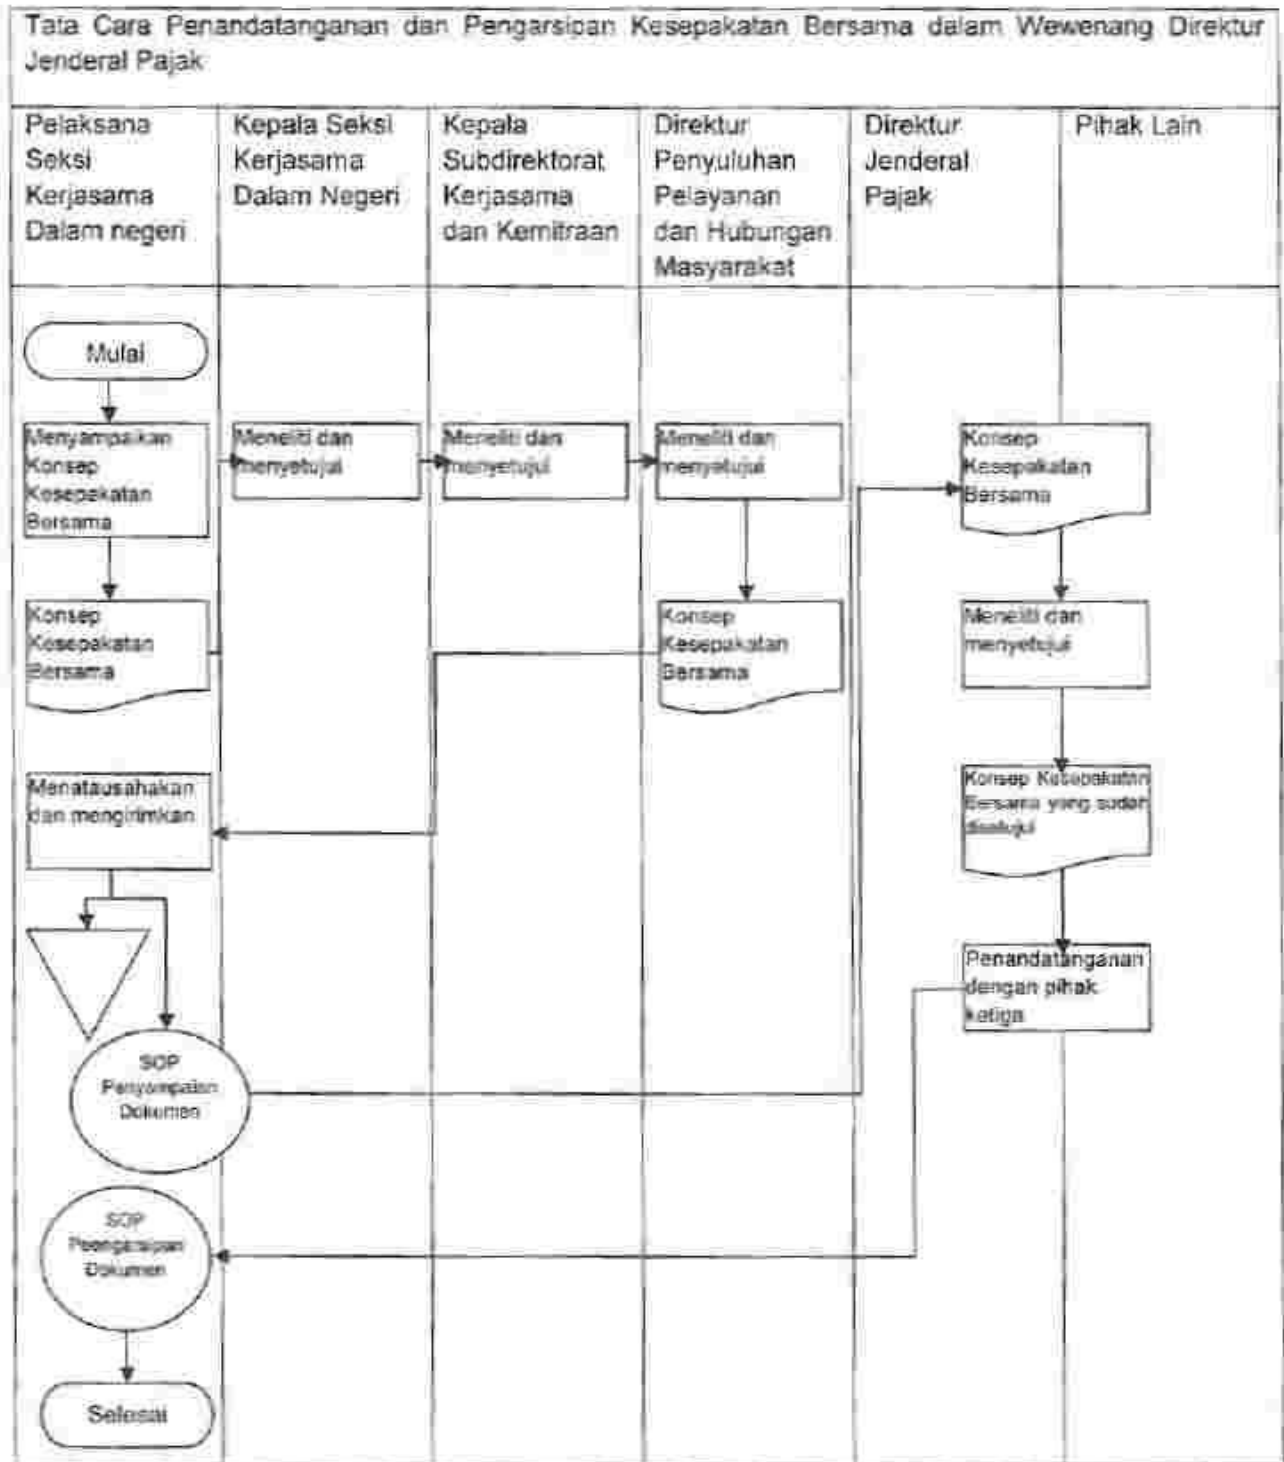 Tata Cara Penandatanganan dan Pengarsipan Kesepakatan Bersama dalam Wewenang Direktur
Jenderal Pajak
Pelaksana
Seksi
Kerjasama
Dalam negeri
Kepala Seksi
Kerjasama
Dalam Negeri
Kepala
Subdirektorat
Kerjasama
dan Kemitraan
Direktur
Penyuluhan
Pelayanan
dan Hubungan
Masyarakat
Direktur
Jenderal
Pajak
Pihak Lain
Mulai
Menyampaikan
Konsep
Kesepakatan
Bersama
Meneliti dan
menyetujui
Meneliti dan
menyetujui
Meneliti dan
menyetujui
Konsep
Kesepakatan
Bersama
Konsep
Kesepakatan
Bersama
Konsep
Kesepakatan
Bersama
Meneliti dan
menyetujui
Menatausahakan
dan mengirimkan
Konsep Kesepakatan
Bersama yang sudah
disetujui
Penandatanganan
dengan pihak
ketiga
SOP
Penyampaian
Dokumen
SOP
Peengarsipan
Dokumen
Selesai